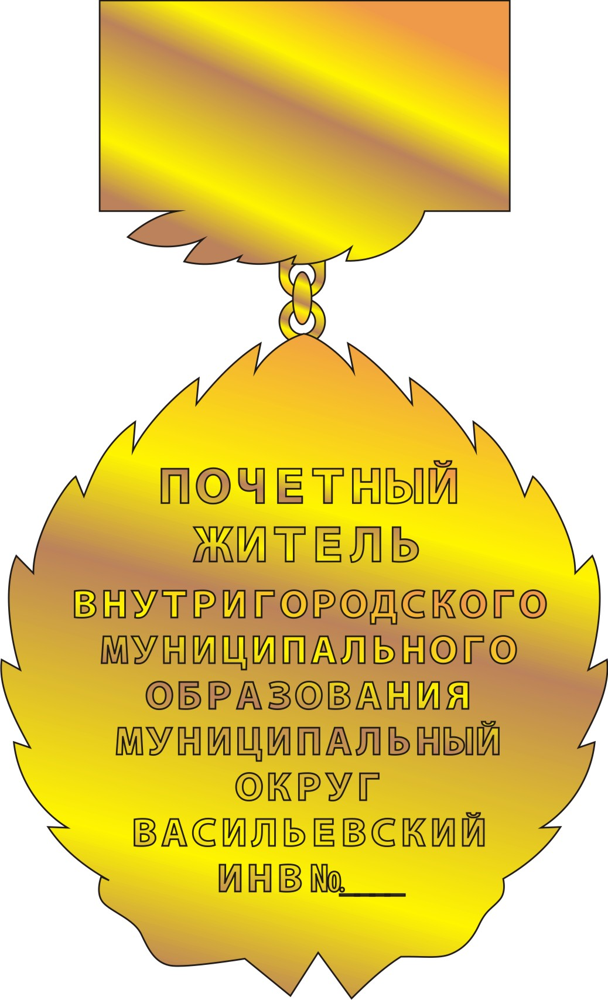 ПОЧЕТНЫЙ
ЖИТЕЛЬ
ВНУТРИГОРОДСКОГО
МУНИЦИПАЛЬНОГО
ОБРАЗОВАНИЯ
МУНИЦИПАЛЬНЫЙ
ОКРУГ
ВАСИЛЬЕВСКИЙ
ИНВ №.____